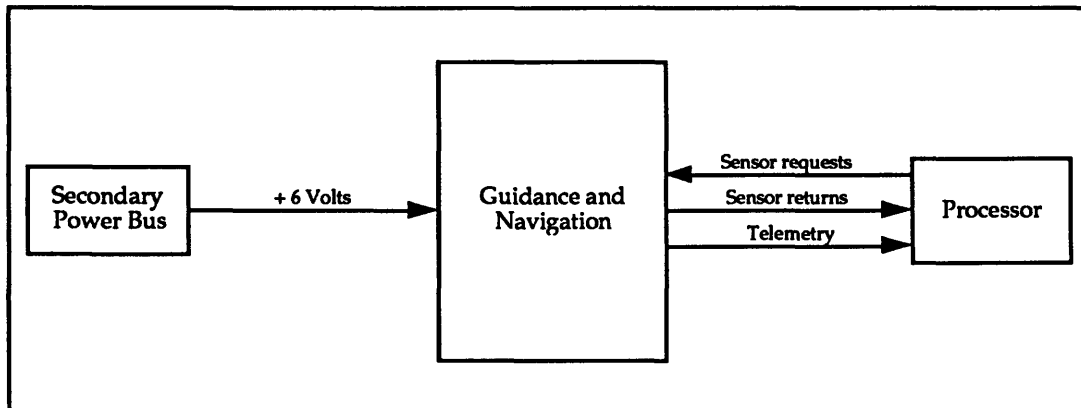 Secondary
Power Bus
+ 6 Volts
Guidance and
Navigation
Sensor requests
Sensor returns
Telemetry
Processor